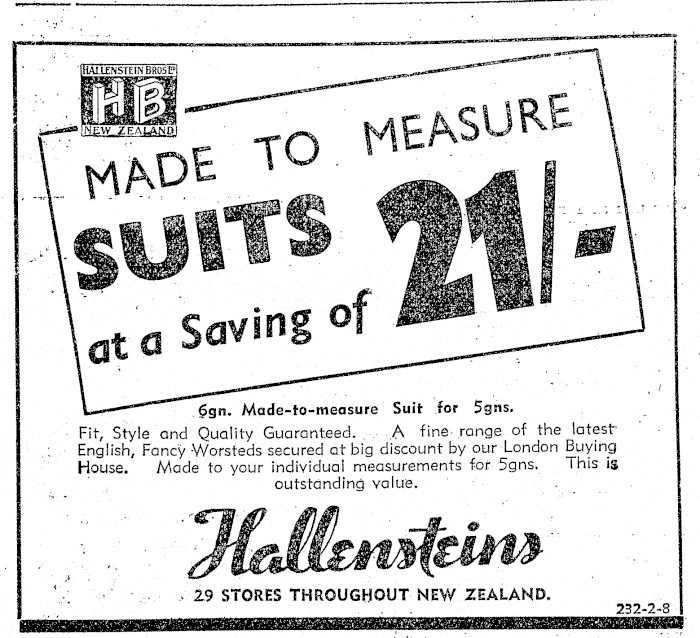 HALLENSTEIN BROS LD
HB
NEW ZEALAND
MADE TO MEASURE
SUITS 21/-
at a Saving of
6gn. Made-to-measure Suit for 5gns.
Fit, Style and Quality Guaranteed. A fine range of the latest
English, Fancy Worsteds secured at big discount by our London Buying
House. Made to your individual measurements for 5gns. This is
outstanding value.
Hallensteins
29 STORES THROUGHOUT NEW ZEALAND.
232-2-8